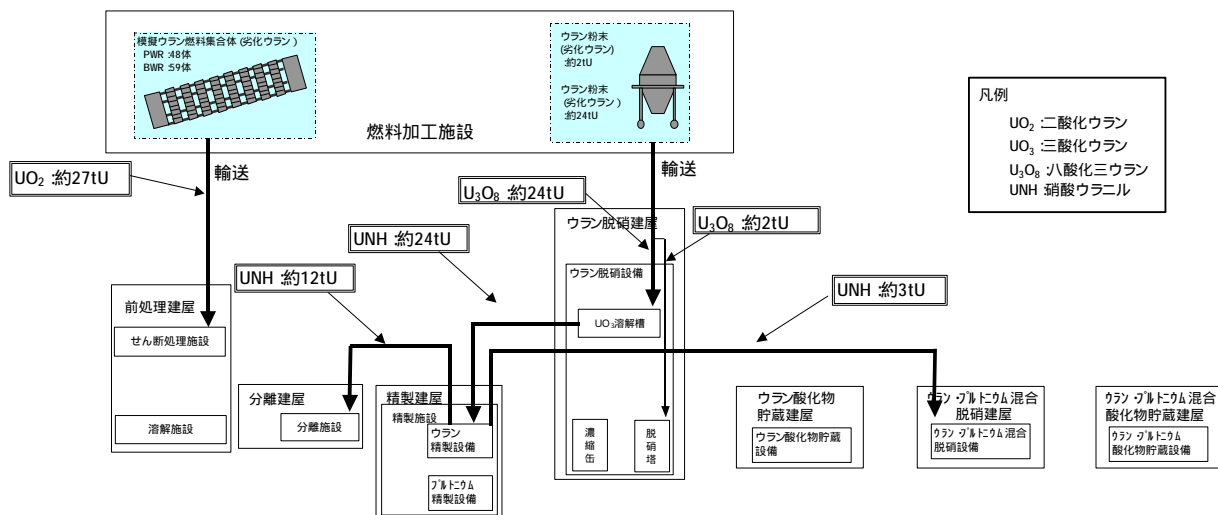 模擬ウラン燃料集合体 (劣化ウラン)
PWR :48体
BWR :59体
ウラン粉末
(劣化ウラン)
:約2tU
ウラン粉末
(劣化ウラン)
:約24tU
燃料加工施設
凡例
UO₂ :二酸化ウラン
UO₃ :三酸化ウラン
U₃O₈ :八酸化三ウラン
UNH :硝酸ウラニル
輸送
輸送
UO₂ :約27tU
U₃O₈ :約24tU
U₃O₈ :約2tU
UNH :約24tU
UNH :約12tU
UNH :約3tU
前処理建屋
せん断処理施設
溶解施設
分離建屋
分離施設
精製建屋
精製施設
ウラン
精製設備
プルトニウム
精製設備
ウラン脱硝建屋
ウラン脱硝設備
UO₃溶解槽
濃縮缶
脱硝塔
ウラン酸化物
貯蔵建屋
ウラン酸化物貯蔵
設備
ウラン・プルトニウム混合
脱硝建屋
ウラン・プルトニウム混合
脱硝設備
ウラン・プルトニウム混合
酸化物貯蔵建屋
ウラン・プルトニウム
酸化物貯蔵設備